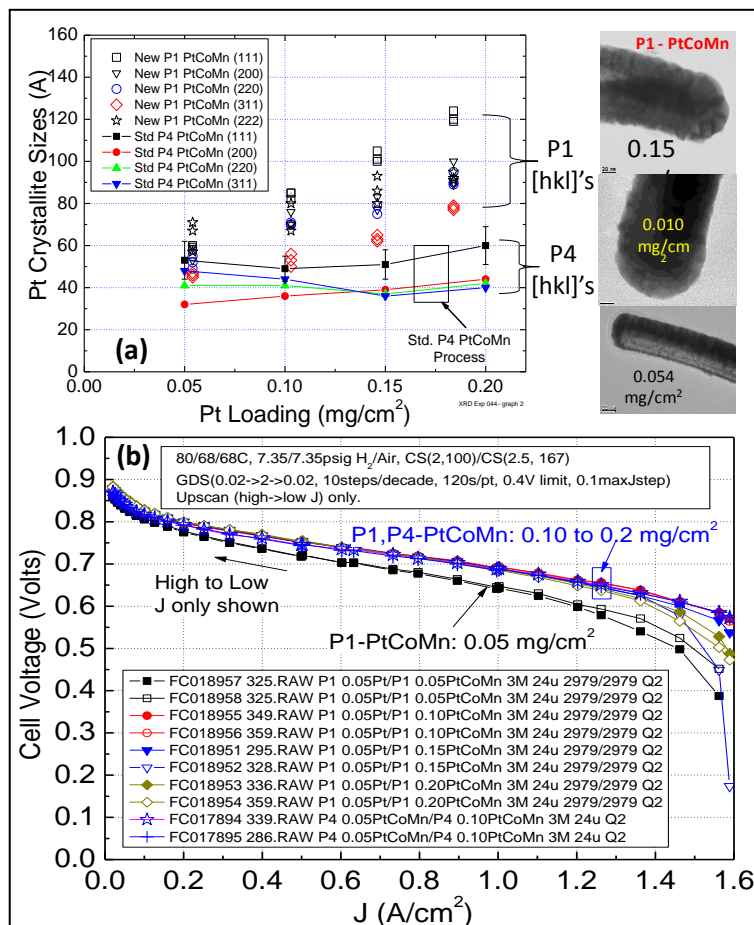 160
140
120
100
80
60
40
20
0
Pt Crystallite Sizes (A)
New P1 PtCoMn (111)
New P1 PtCoMn (200)
New P1 PtCoMn (220)
New P1 PtCoMn (311)
New P1 PtCoMn (222)
Std P4 PtCoMn (111)
Std P4 PtCoMn (200)
Std P4 PtCoMn (220)
Std P4 PtCoMn (311)
P1
[hkl]'s
P4
[hkl]'s
Std. P4 PtCoMn
Process
(a)
0.00 0.05 0.10 0.15 0.20
Pt Loading (mg/cm²)
XRD Exp 044 - graph 2
P1 - PtCoMn
0.15
20 nm
0.010
mg/cm²
0.054
mg/cm²
1.0
0.9
0.8
0.7
0.6
0.5
0.4
0.3
0.2
0.1
0.0
Cell Voltage (Volts)
(b)
80/68/68C, 7.35/7.35psig H₂/Air, CS(2,100)/CS(2.5, 167)
GDS(0.02->2->0.02, 10steps/decade, 120s/pt, 0.4V limit, 0.1maxJstep)
Upscan (high->low J) only.
P1,P4-PtCoMn: 0.10 to 0.2 mg/cm²
High to Low
J only shown
P1-PtCoMn: 0.05 mg/cm²
FC018957 325.RAW P1 0.05Pt/P1 0.05PtCoMn 3M 24u 2979/2979 Q2
FC018958 325.RAW P1 0.05Pt/P1 0.05PtCoMn 3M 24u 2979/2979 Q2
FC018955 349.RAW P1 0.05Pt/P1 0.10PtCoMn 3M 24u 2979/2979 Q2
FC018956 359.RAW P1 0.05Pt/P1 0.10PtCoMn 3M 24u 2979/2979 Q2
FC018951 295.RAW P1 0.05Pt/P1 0.15PtCoMn 3M 24u 2979/2979 Q2
FC018952 328.RAW P1 0.05Pt/P1 0.15PtCoMn 3M 24u 2979/2979 Q2
FC018953 336.RAW P1 0.05Pt/P1 0.20PtCoMn 3M 24u 2979/2979 Q2
FC018954 359.RAW P1 0.05Pt/P1 0.20PtCoMn 3M 24u 2979/2979 Q2
FC017894 339.RAW P4 0.05PtCoMn/P4 0.10PtCoMn 3M 24u Q2
FC017895 286.RAW P4 0.05PtCoMn/P4 0.10PtCoMn 3M 24u Q2
0.0 0.2 0.4 0.6 0.8 1.0 1.2 1.4 1.6
J (A/cm²)